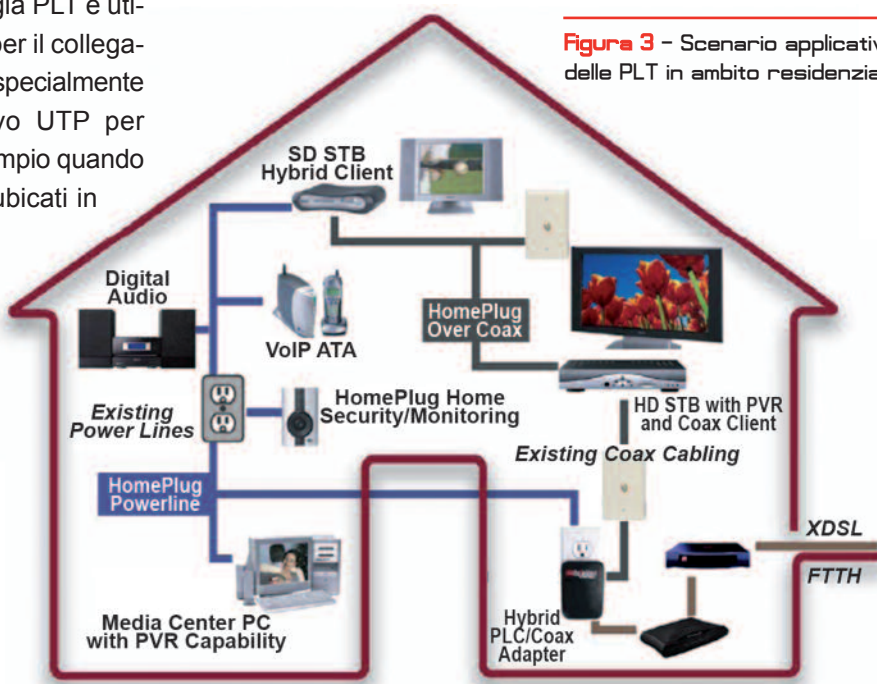 gia PLT è uti-
per il collega-
specialmente
vo UTP per
mpio quando
ubicati in
Figura 3 – Scenario applicativ
delle PLT in ambito residenzia
SD STB
Hybrid Client
Digital
Audio
VoIP ATA
HomePlug
Over Coax
Existing
Power Lines
HomePlug Home
Security/Monitoring
HD STB with PVR
and Coax Client
Existing Coax Cabling
HomePlug
Powerline
XDSL
FTTH
Media Center PC
with PVR Capability
Hybrid
PLC/Coax
Adapter